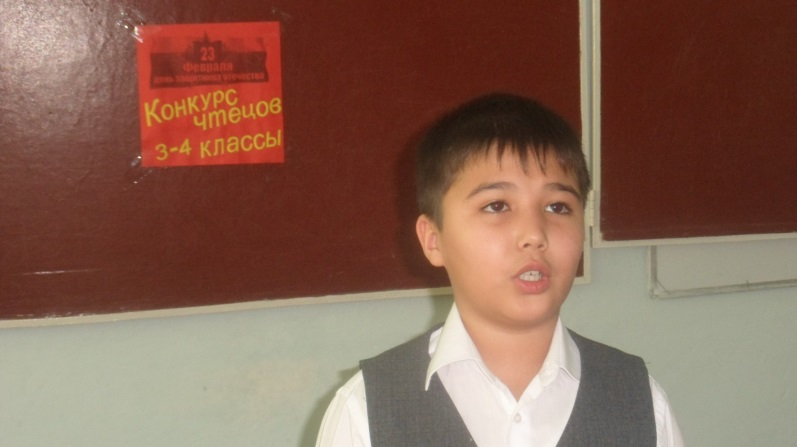 23
Февраля
день защитника отечества
Конкурс
чтецов
3-4 классы